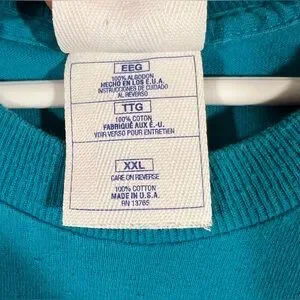 EEG
100% ALGODON
HECHO EN LOS E.U.A.
INSTRUCCIONES DE CUIDADO
AL REVERSO
TTG
100% COTON
FABRIQUÉ AUX É.-U.
VOIR VERSO POUR ENTRETIEN
XXL
CARE ON REVERSE
100% COTTON
MADE IN U.S.A.
RN 13765